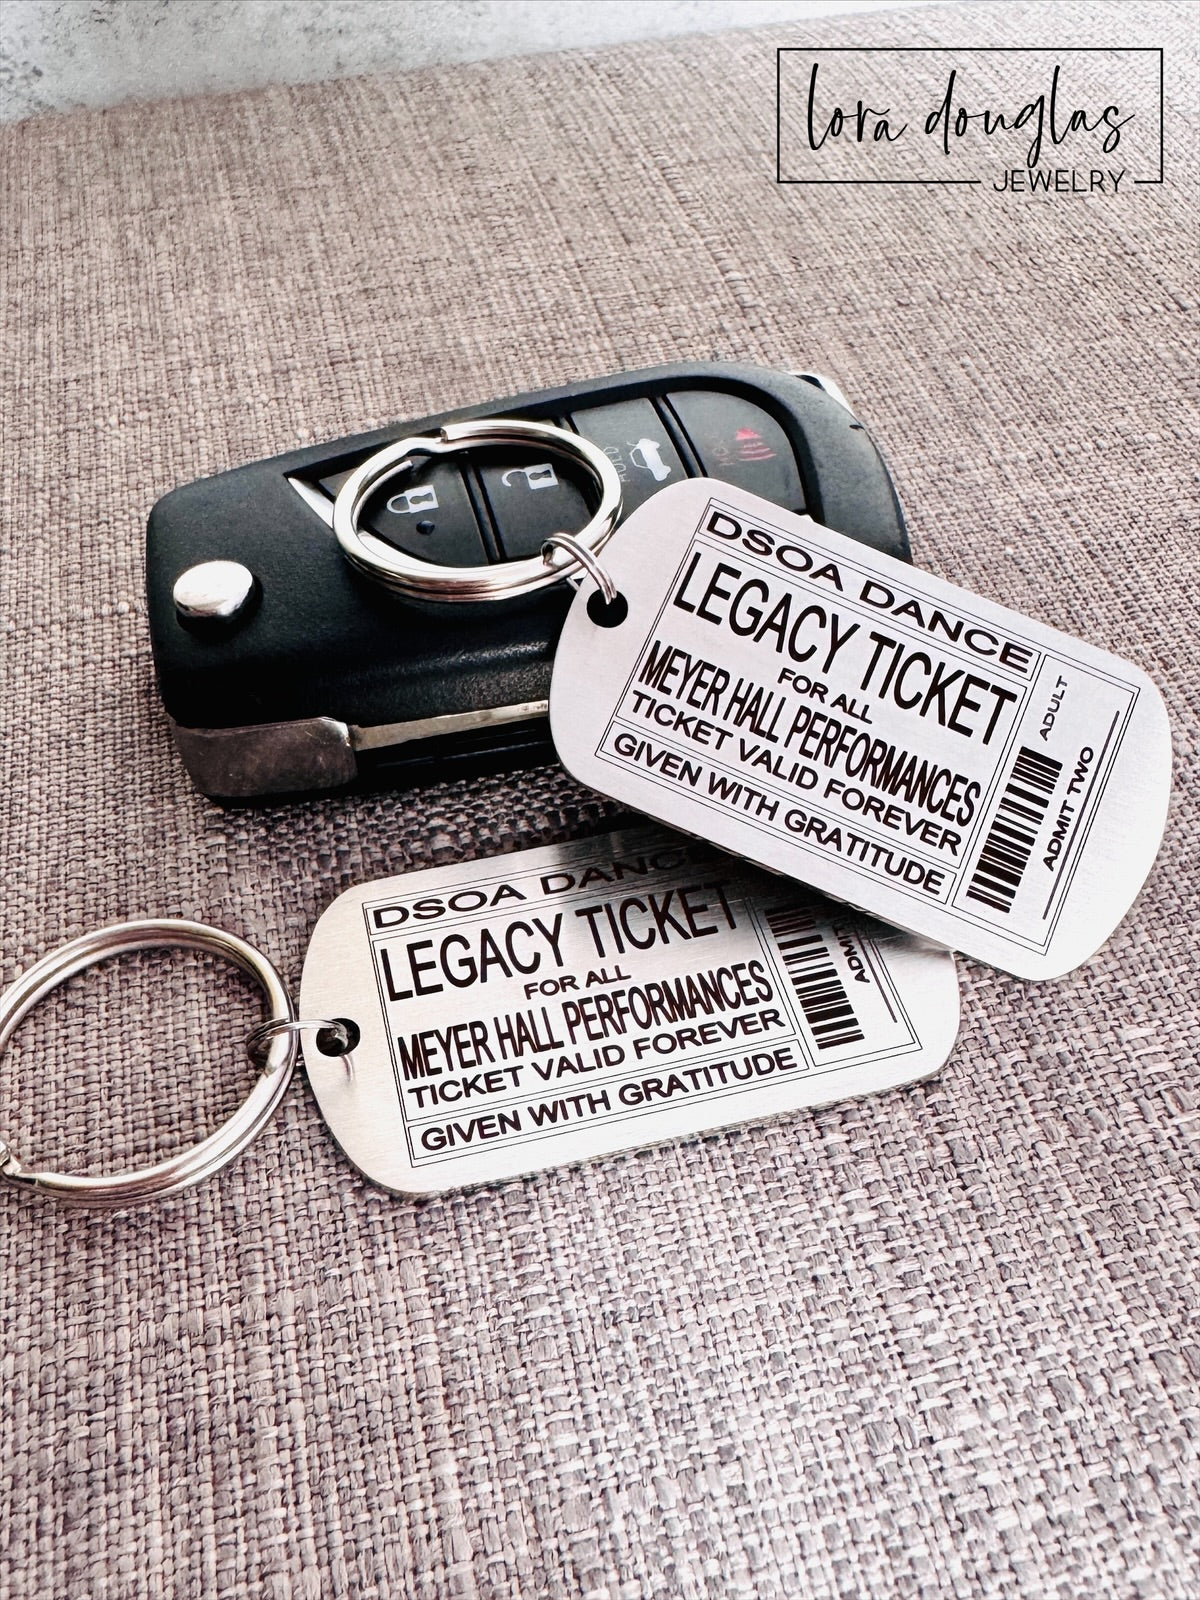 lora douglas
JEWELRY
HOLD
DSOA DANCE
LEGACY TICKET
FOR ALL
MEYER HALL PERFORMANCES
TICKET VALID FOREVER
GIVEN WITH GRATITUDE
ADULT
ADMIT TWO
DSOA DANCE
LEGACY TICKET
FOR ALL
MEYER HALL PERFORMANCES
TICKET VALID FOREVER
GIVEN WITH GRATITUDE